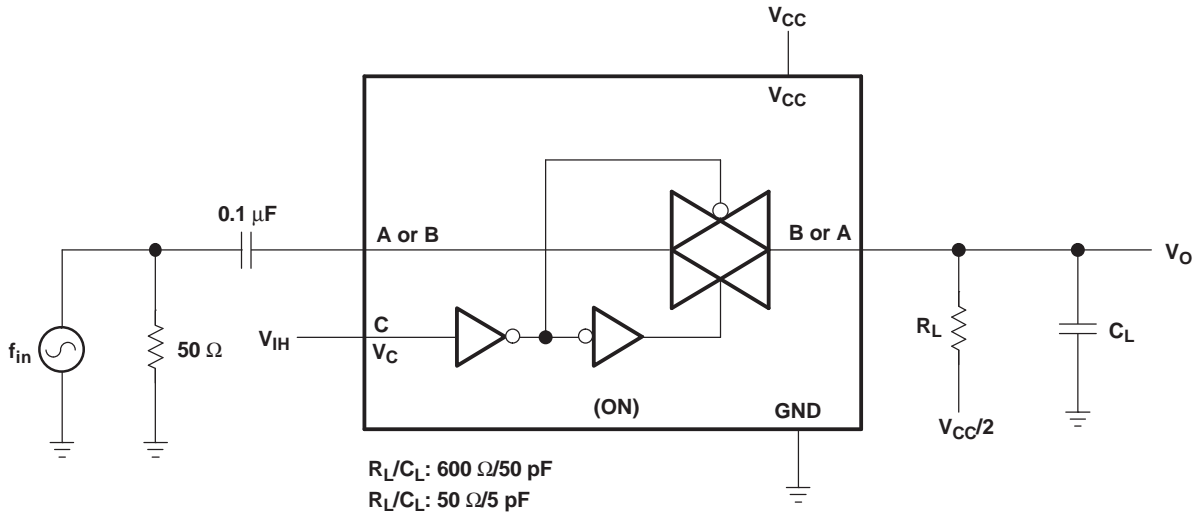 VCC
VCC
0.1 μF
A or B
B or A
VO
fin
50 Ω
VIH
C
VC
RL
CL
(ON)
GND
VCC/2
RL/CL: 600 Ω/50 pF
RL/CL: 50 Ω/5 pF